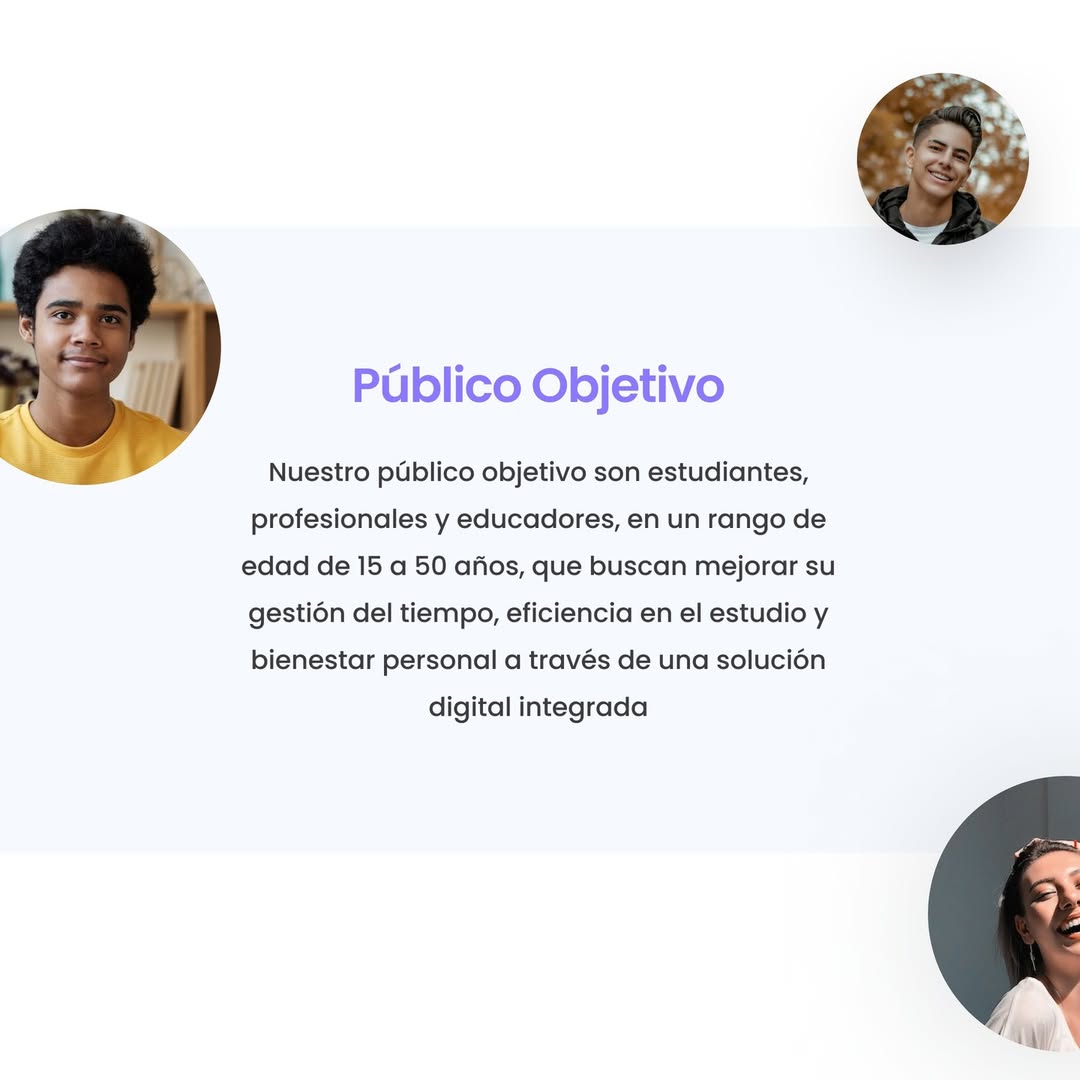 Público Objetivo
Nuestro público objetivo son estudiantes,
profesionales y educadores, en un rango de
edad de 15 a 50 años, que buscan mejorar su
gestión del tiempo, eficiencia en el estudio y
bienestar personal a través de una solución
digital integrada